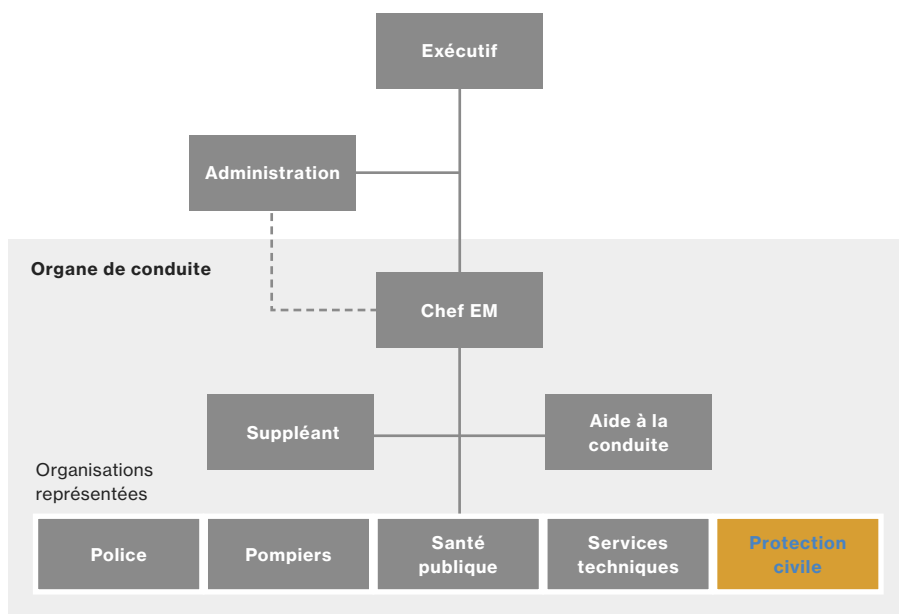 Exécutif
Administration
Organe de conduite
Chef EM
Suppléant
Aide à la
conduite
Organisations
représentées
Police
Pompiers
Santé
publique
Services
techniques
Protection
civile